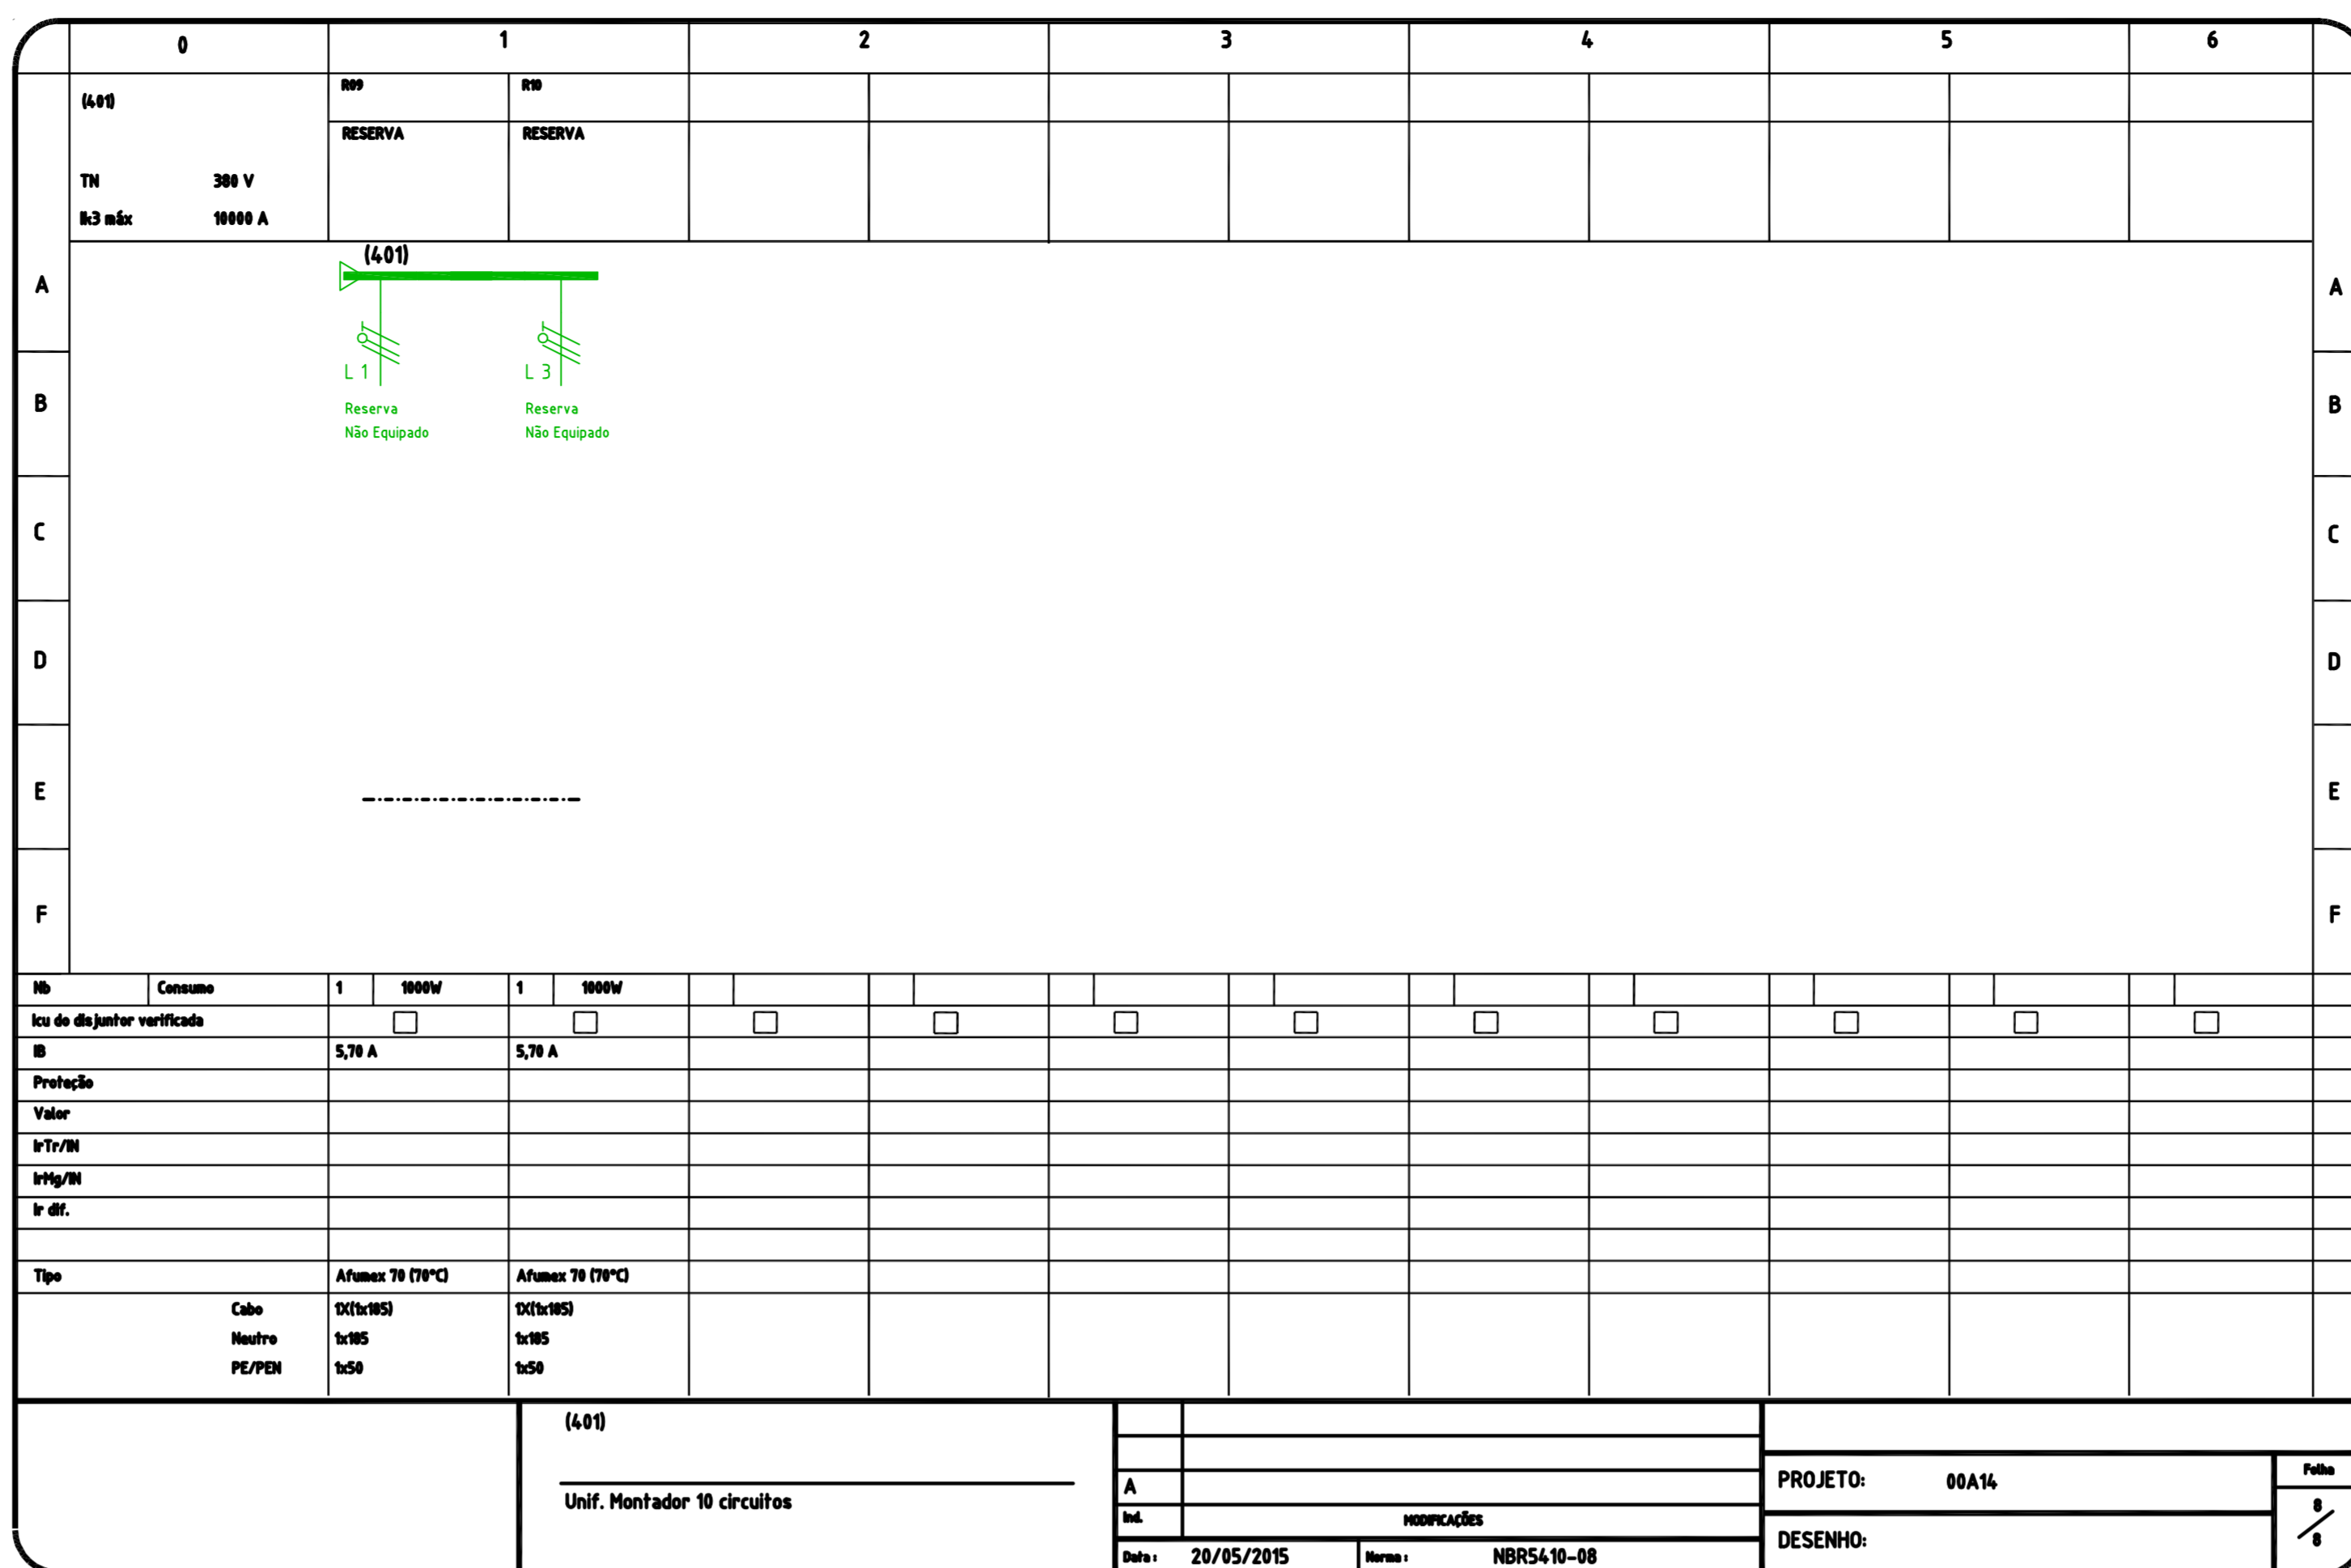 0 1 2 3 4 5 6
(401) R09 R10
RESERVA RESERVA
TN 380 V
Ik3 máx 10000 A
(401)
A A
L 1 L 3
B B
Reserva Reserva
Não Equipado Não Equipado
C C
D D
E E
F F
Nb Consumo 1 1000W 1 1000W
Icu do disjuntor verificada
IB 5,70 A 5,70 A
Proteção
Valor
IrTr/IN
IrMg/IN
Ir dif.
Tipo Afumex 70 (70°C) Afumex 70 (70°C)
Cabo 1X(1x185) 1X(1x185)
Neutro 1x185 1x185
PE/PEN 1x50 1x50
(401)
Unif. Montador 10 circuitos
A
Ind. MODIFICAÇÕES
Data : 20/05/2015 Norma : NBR5410-08
PROJETO: 00A14
DESENHO:
Folha
8
8